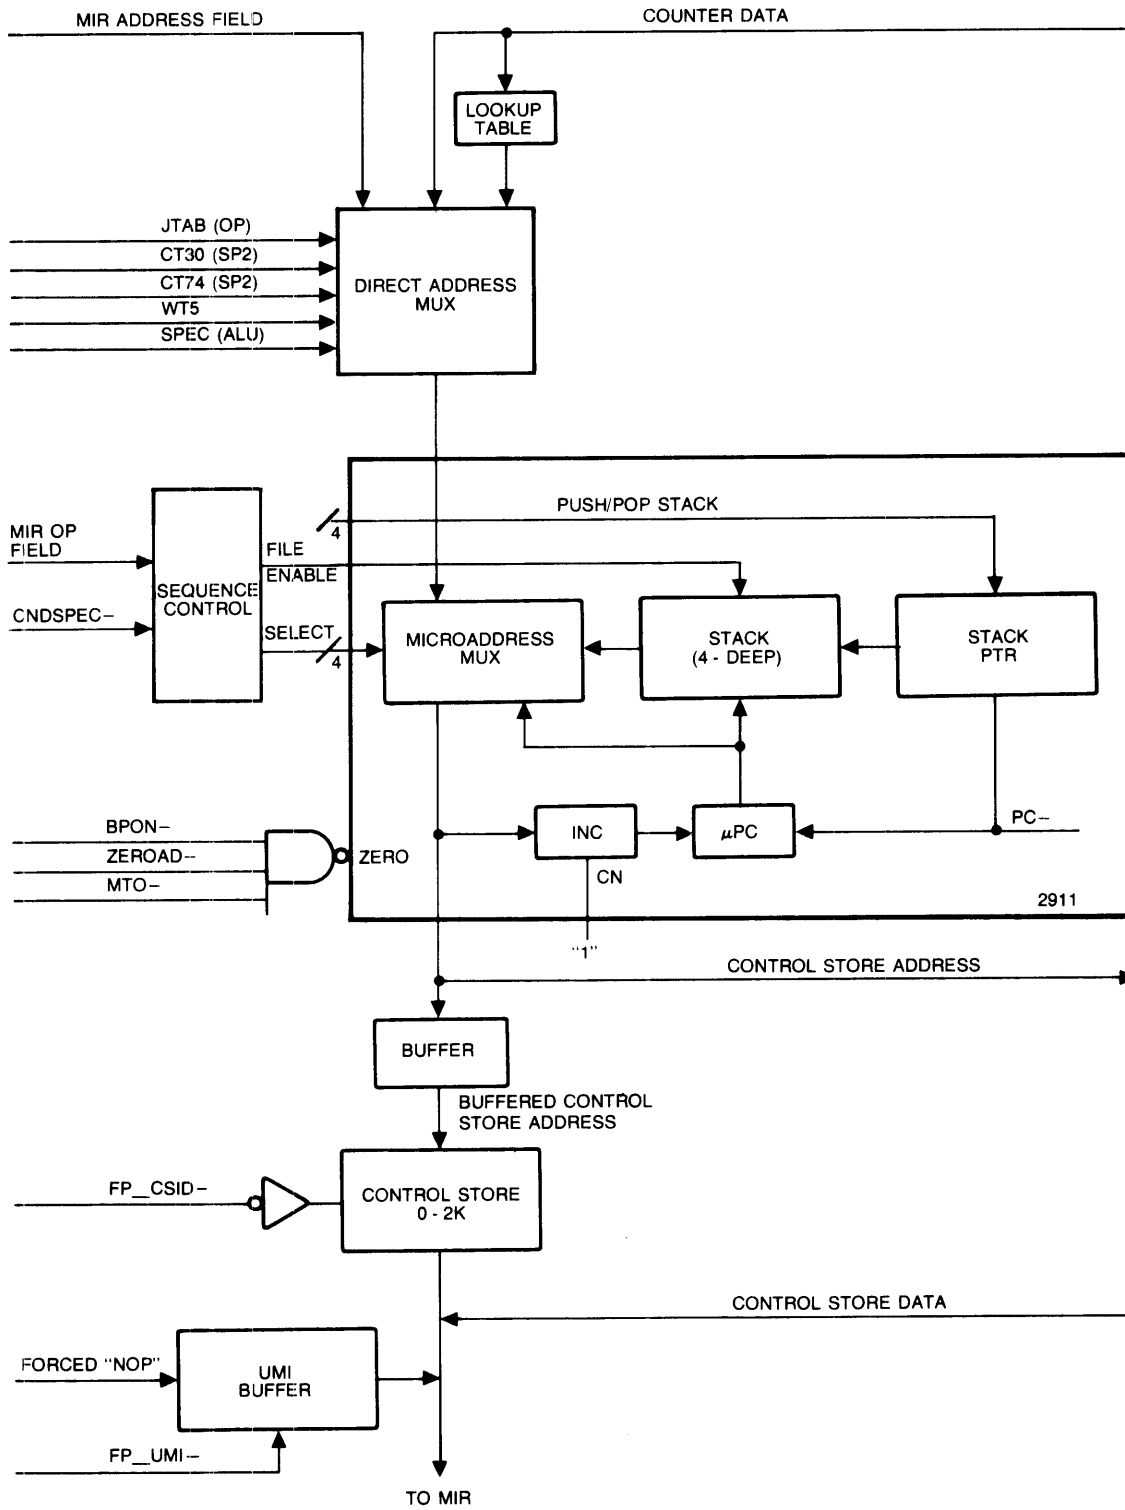 MIR ADDRESS FIELD
COUNTER DATA
LOOKUP
TABLE
JTAB (OP)
CT30 (SP2)
CT74 (SP2)
WT5
SPEC (ALU)
DIRECT ADDRESS
MUX
PUSH/POP STACK
4
MIR OP
FIELD
FILE
ENABLE
SEQUENCE
CONTROL
CNDSPEC–
SELECT
4
MICROADDRESS
MUX
STACK
(4 - DEEP)
STACK
PTR
BPON–
ZEROAD–
MTO–
ZERO
INC
μPC
PC–
CN
2911
"1"
CONTROL STORE ADDRESS
BUFFER
BUFFERED CONTROL
STORE ADDRESS
FP__CSID–
CONTROL STORE
0 - 2K
CONTROL STORE DATA
FORCED "NOP"
UMI
BUFFER
FP__UMI–
TO MIR